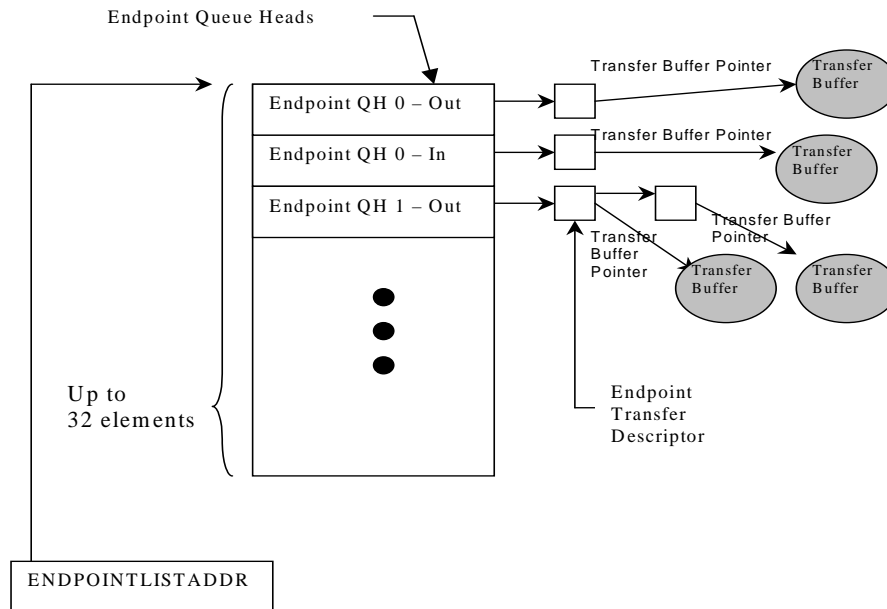 Endpoint Queue Heads
Transfer Buffer Pointer
Transfer
Buffer
Endpoint QH 0 – Out
Transfer Buffer Pointer
Endpoint QH 0 – In
Transfer
Buffer
Endpoint QH 1 – Out
Transfer Buffer
Pointer
Transfer
Buffer
Pointer
Transfer
Buffer
Transfer
Buffer
Up to
32 elements
Endpoint
Transfer
Descriptor
ENDPOINTLISTADDR